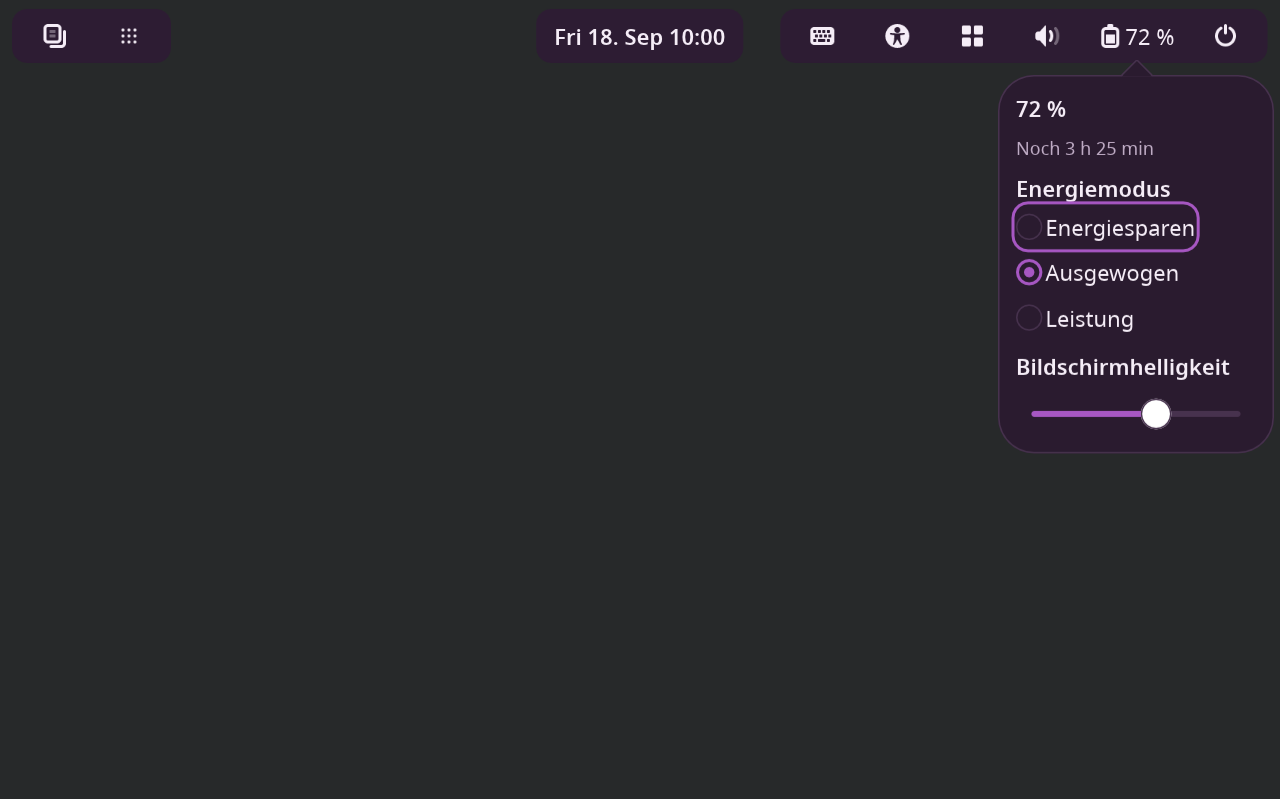 Fri 18. Sep 10:00
72 %
72 %
Noch 3 h 25 min
Energiemodus
Energiesparen
Ausgewogen
Leistung
Bildschirmhelligkeit